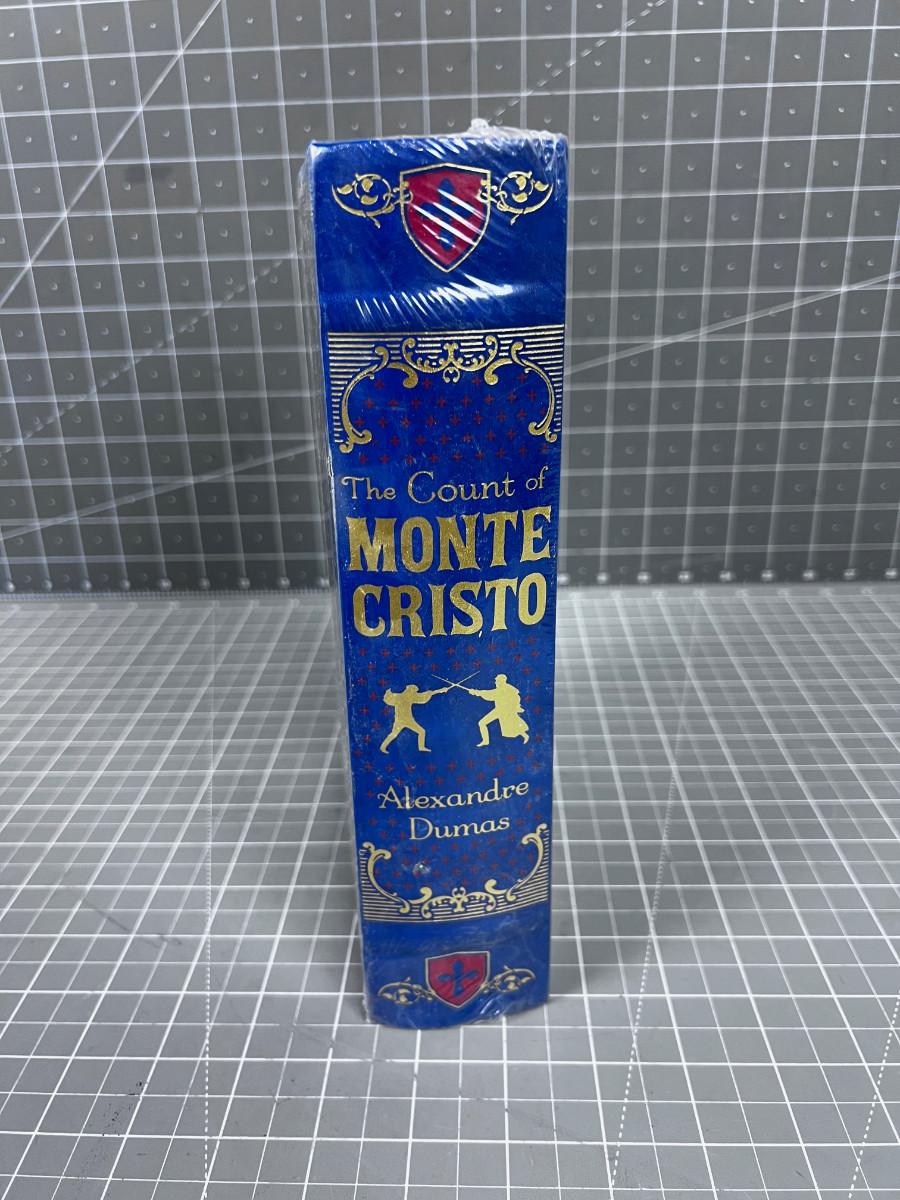 The Count of
MONTE
CRISTO
Alexandre
Dumas